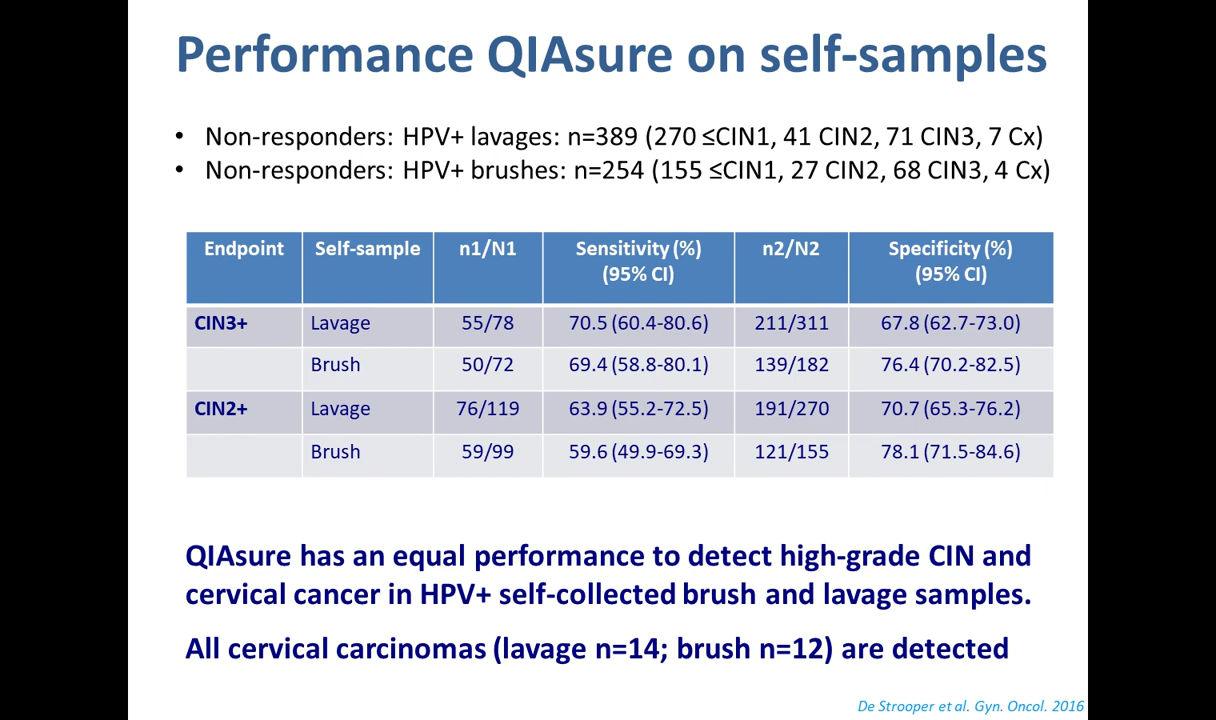 Performance QIAsure on self-samples
• Non-responders: HPV+ lavages: n=389 (270 ≤CIN1, 41 CIN2, 71 CIN3, 7 Cx)
• Non-responders: HPV+ brushes: n=254 (155 ≤CIN1, 27 CIN2, 68 CIN3, 4 Cx)
Endpoint Self-sample n1/N1 Sensitivity (%) n2/N2 Specificity (%)
(95% CI) (95% CI)
CIN3+ Lavage 55/78 70.5 (60.4-80.6) 211/311 67.8 (62.7-73.0)
Brush 50/72 69.4 (58.8-80.1) 139/182 76.4 (70.2-82.5)
CIN2+ Lavage 76/119 63.9 (55.2-72.5) 191/270 70.7 (65.3-76.2)
Brush 59/99 59.6 (49.9-69.3) 121/155 78.1 (71.5-84.6)
QIAsure has an equal performance to detect high-grade CIN and
cervical cancer in HPV+ self-collected brush and lavage samples.
All cervical carcinomas (lavage n=14; brush n=12) are detected
De Strooper et al. Gyn. Oncol. 2016